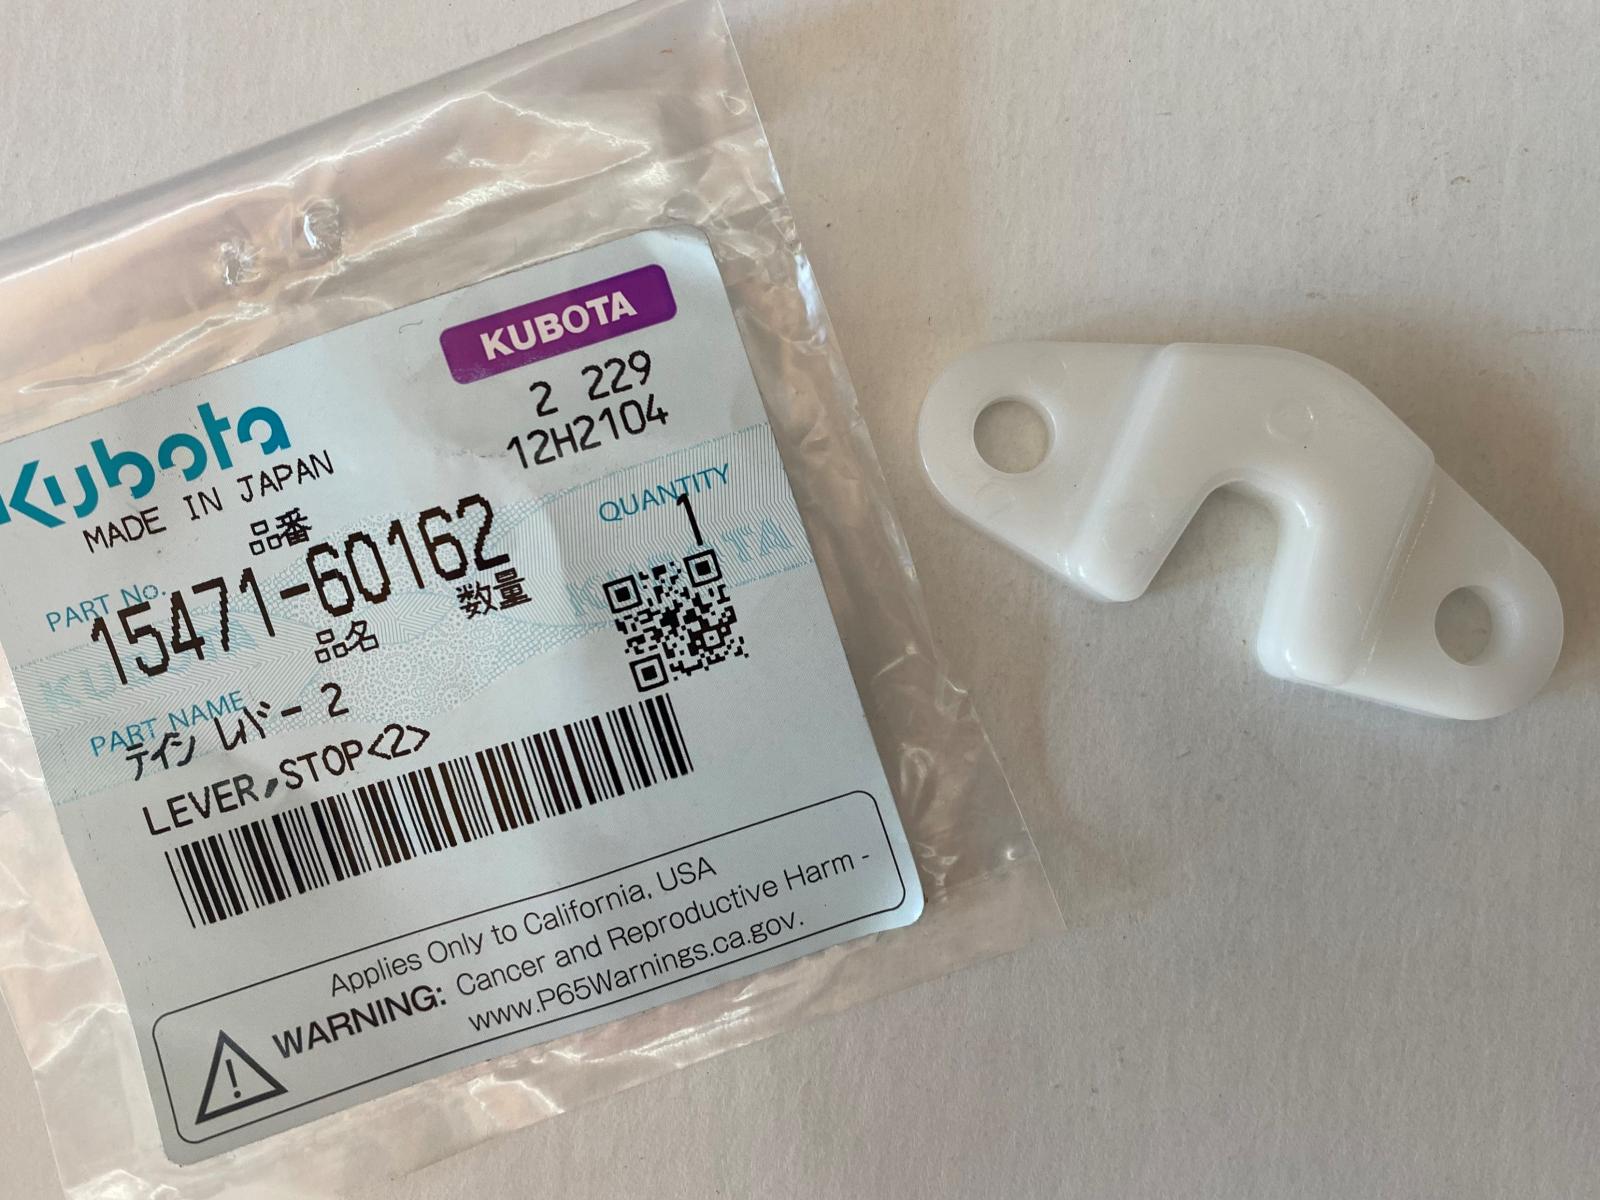 KUBOTA
2 229
12H2104
Kubota
MADE IN JAPAN
品番
PART No.
15471-60162
QUANTITY
1
数量
品名
PART NAME
テイシ レバー 2
LEVER,STOP<2>
Applies Only to California, USA
WARNING: Cancer and Reproductive Harm -
www.P65Warnings.ca.gov.